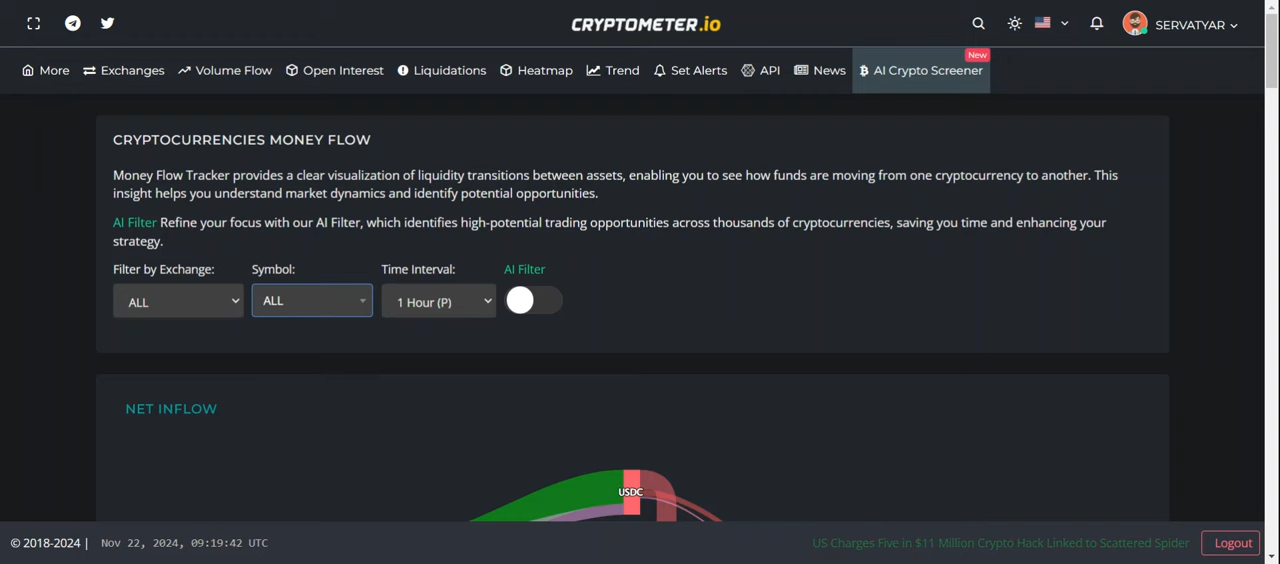 CRYPTOMETER.io
SERVATYAR
More Exchanges Volume Flow Open Interest Liquidations Heatmap Trend Set Alerts API News AI Crypto Screener New
CRYPTOCURRENCIES MONEY FLOW
Money Flow Tracker provides a clear visualization of liquidity transitions between assets, enabling you to see how funds are moving from one cryptocurrency to another. This
insight helps you understand market dynamics and identify potential opportunities.
AI Filter Refine your focus with our AI Filter, which identifies high-potential trading opportunities across thousands of cryptocurrencies, saving you time and enhancing your
strategy.
Filter by Exchange: Symbol: Time Interval: AI Filter
ALL ALL 1 Hour (P)
NET INFLOW
USDC
© 2018-2024 | Nov 22, 2024, 09:19:42 UTC US Charges Five in $11 Million Crypto Hack Linked to Scattered Spider Logout